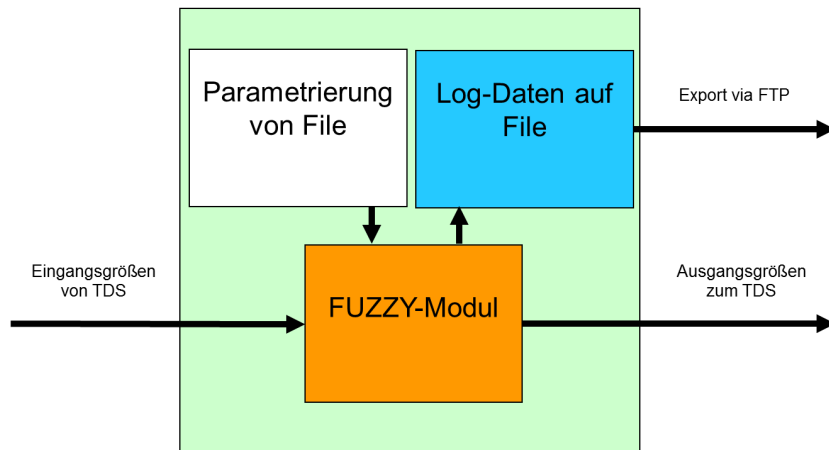 Parametrierung
von File
Log-Daten auf
File
Export via FTP
Eingangsgrößen
von TDS
FUZZY-Modul
Ausgangsgrößen
zum TDS